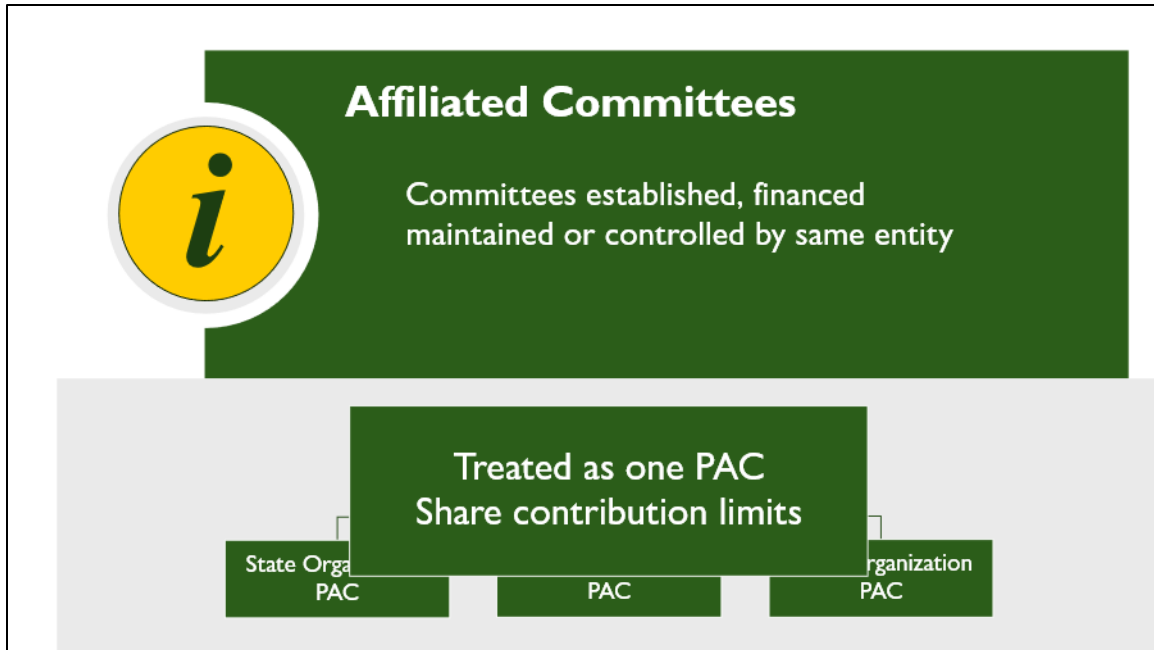 Affiliated Committees
i
Committees established, financed
maintained or controlled by same entity
Treated as one PAC
Share contribution limits
State
PAC
PAC
PAC